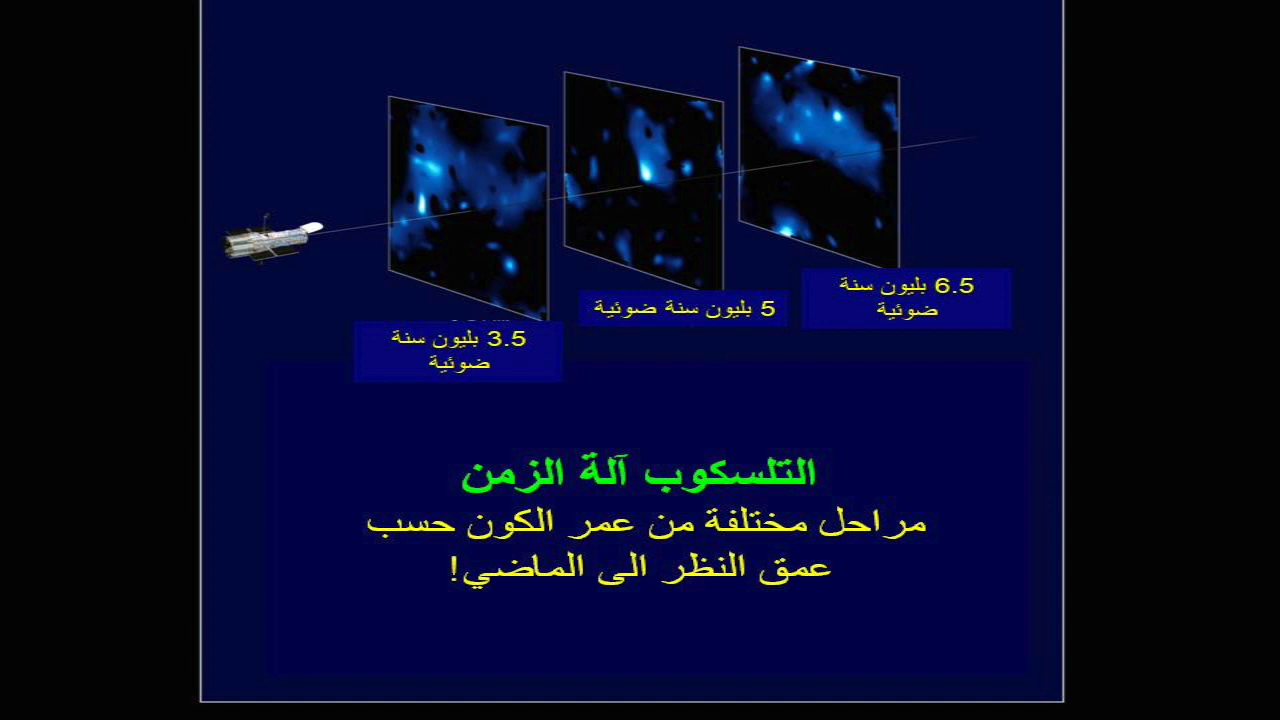 6.5 بليون سنة
ضوئية
5 بليون سنة ضوئية
3.5 بليون سنة
ضوئية
التلسكوب آلة الزمن
مراحل مختلفة من عمر الكون حسب
عمق النظر الى الماضي!